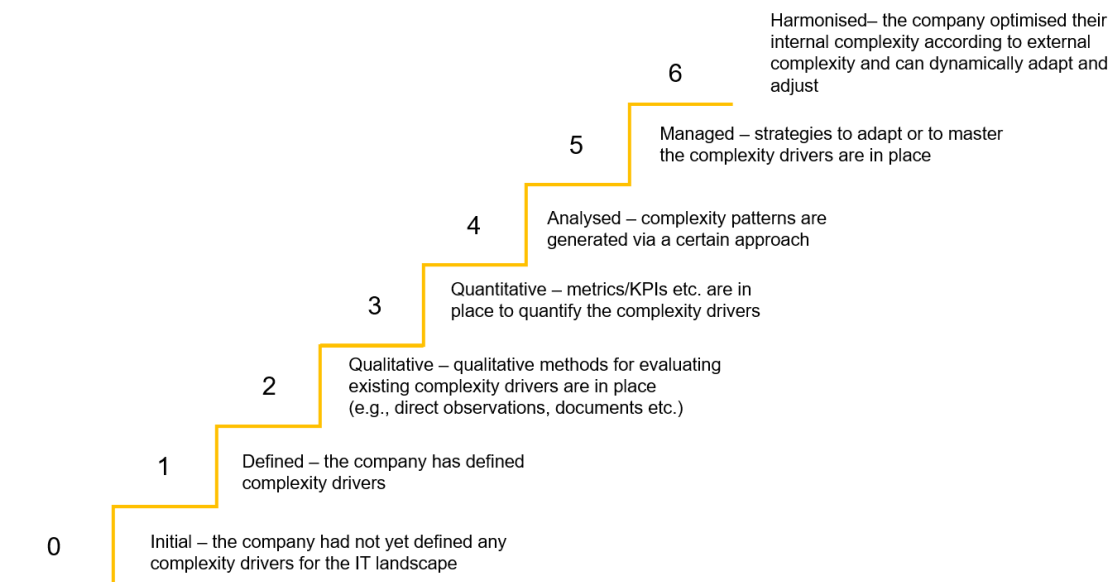 Harmonised– the company optimised their
internal complexity according to external
complexity and can dynamically adapt and
adjust
6
Managed – strategies to adapt or to master
the complexity drivers are in place
5
Analysed – complexity patterns are
generated via a certain approach
4
Quantitative – metrics/KPIs etc. are in
place to quantify the complexity drivers
3
Qualitative – qualitative methods for evaluating
existing complexity drivers are in place
(e.g., direct observations, documents etc.)
2
Defined – the company has defined
complexity drivers
1
Initial – the company had not yet defined any
complexity drivers for the IT landscape
0